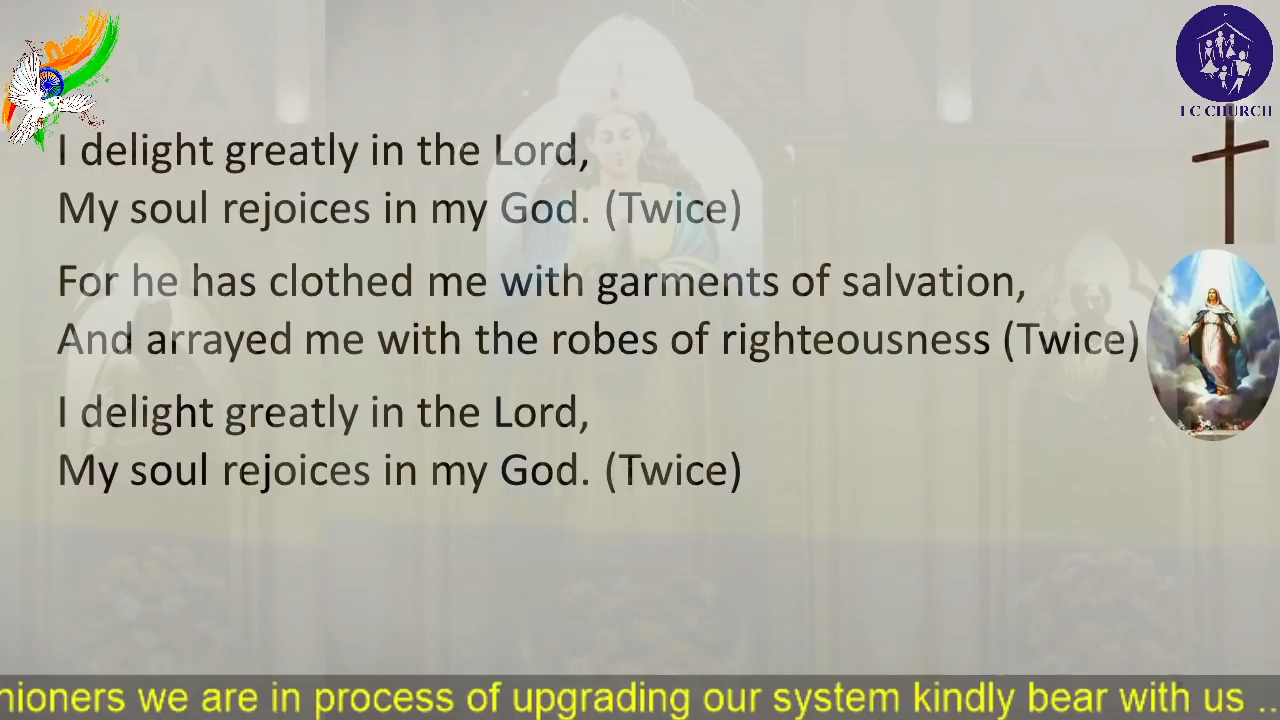 I C CHURCH
I delight greatly in the Lord,
My soul rejoices in my God. (Twice)
For he has clothed me with garments of salvation,
And arrayed me with the robes of righteousness (Twice)
I delight greatly in the Lord,
My soul rejoices in my God. (Twice)
nioners we are in process of upgrading our system kindly bear with us ..